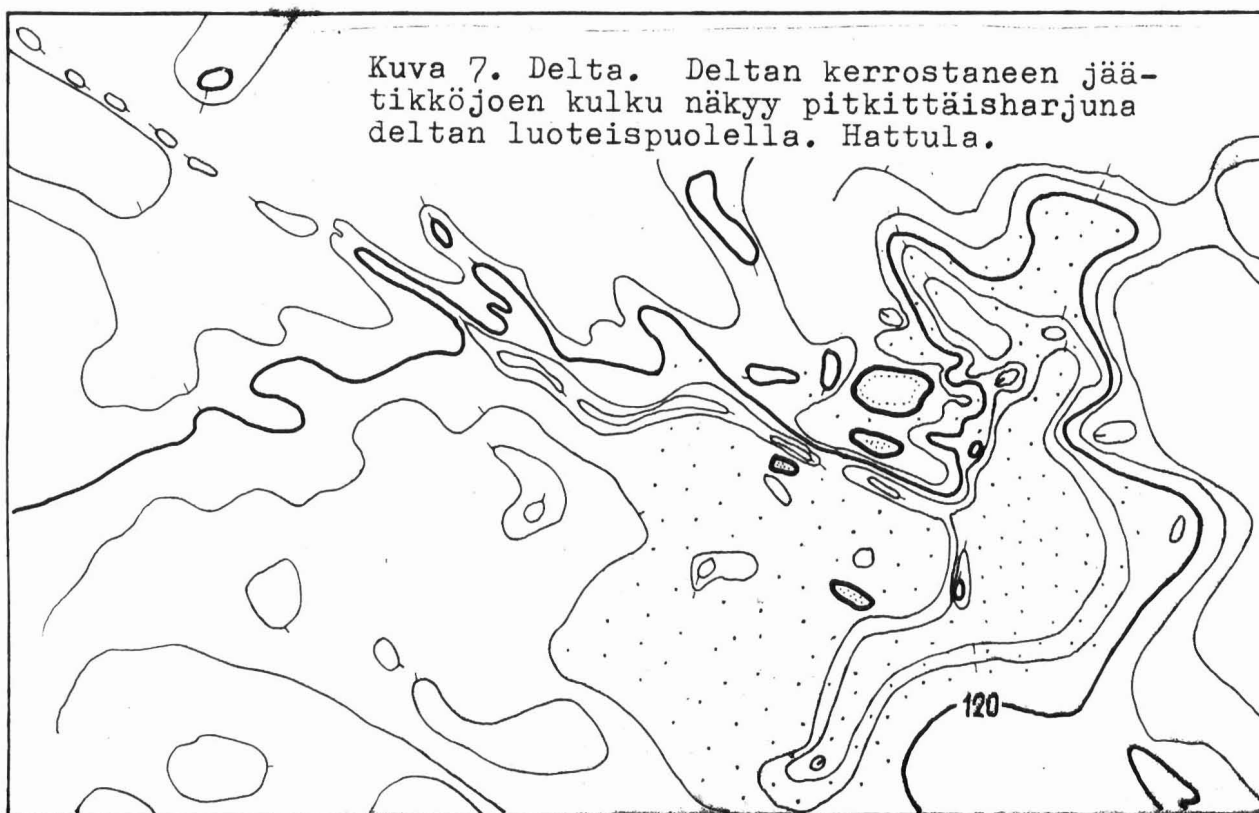 Kuva 7. Delta. Deltan kerrostaneen jää-
tikköjoen kulku näkyy pitkittäisharjuna
deltan luoteispuolella. Hattula.
120